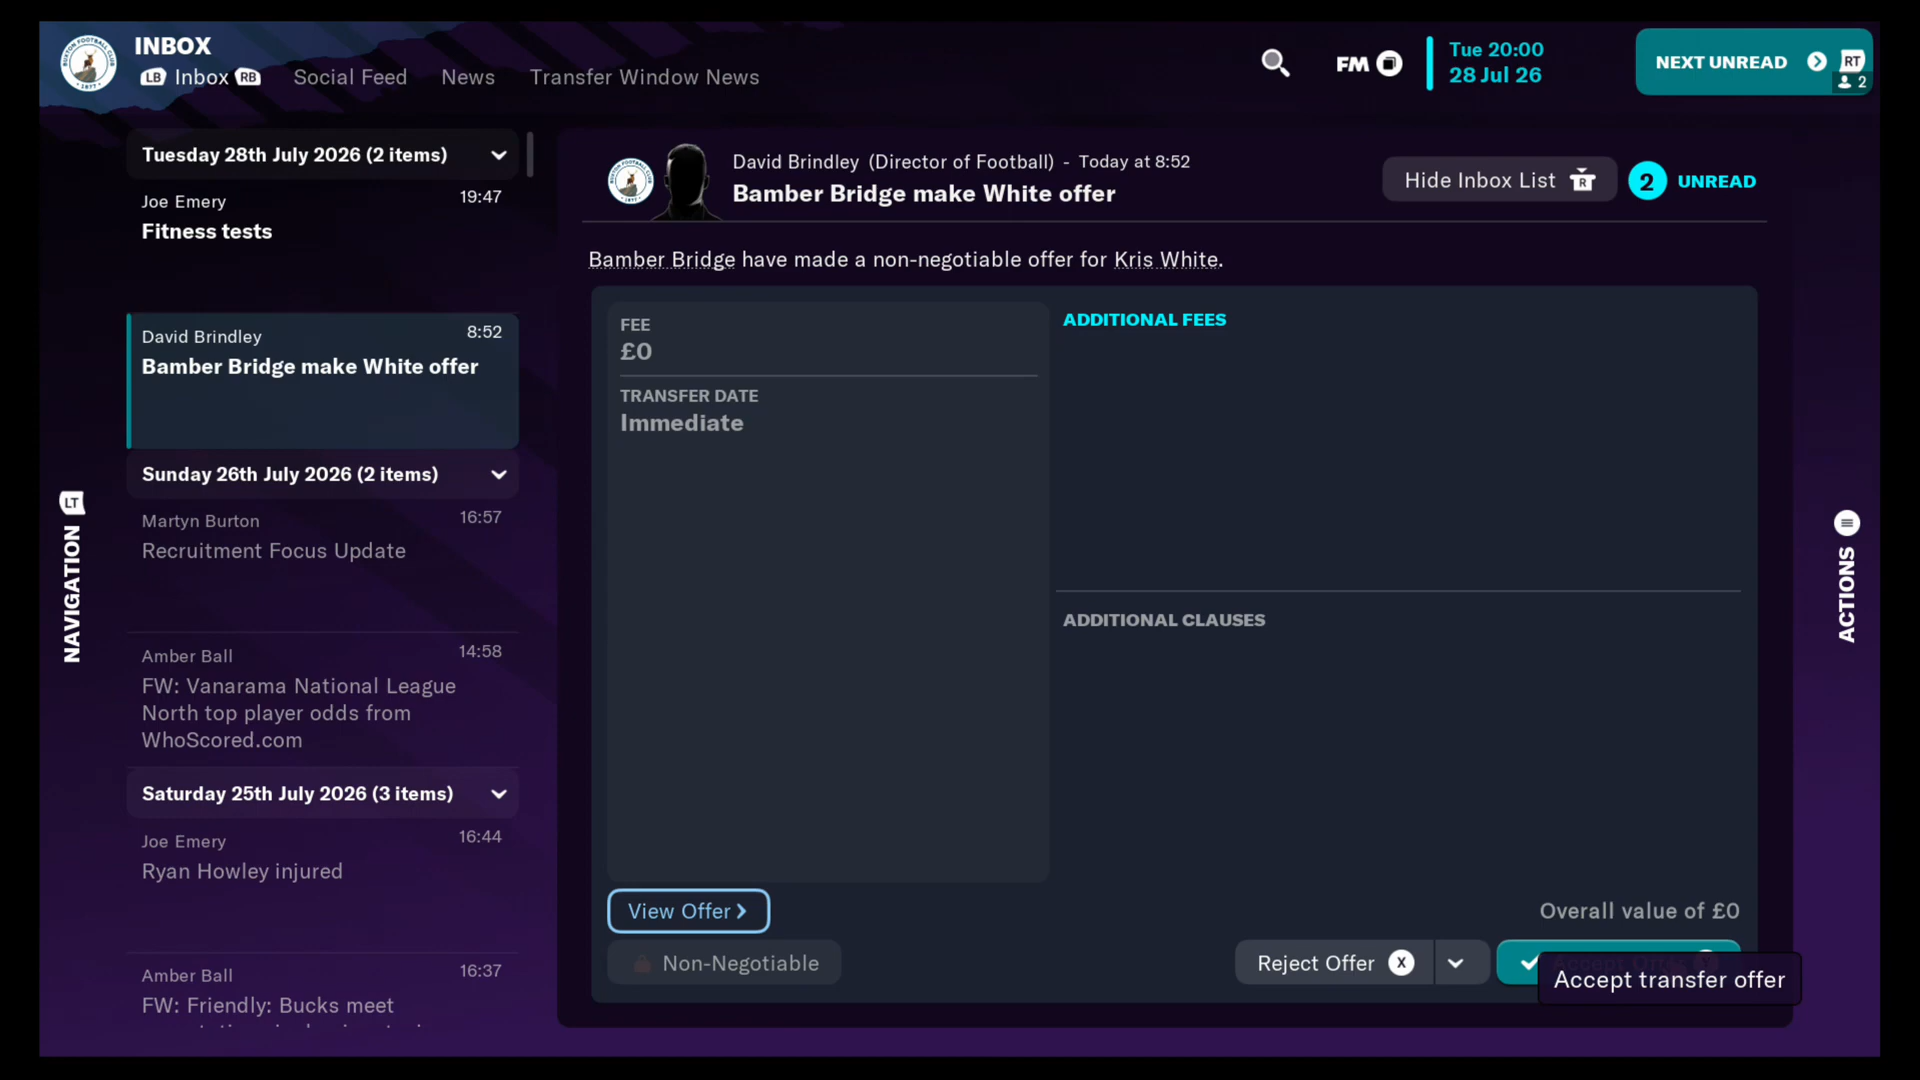 INBOX
LB Inbox RB
Social Feed
News
Transfer Window News
FM
Tue 20:00
28 Jul 26
NEXT UNREAD
RT
2
Tuesday 28th July 2026 (2 items)
Joe Emery
19:47
Fitness tests
David Brindley
8:52
Bamber Bridge make White offer
Sunday 26th July 2026 (2 items)
Martyn Burton
16:57
Recruitment Focus Update
Amber Ball
14:58
FW: Vanarama National League
North top player odds from
WhoScored.com
Saturday 25th July 2026 (3 items)
Joe Emery
16:44
Ryan Howley injured
Amber Ball
16:37
FW: Friendly: Bucks meet
LT
NAVIGATION
David Brindley (Director of Football) - Today at 8:52
Bamber Bridge make White offer
Hide Inbox List
R
2
UNREAD
Bamber Bridge have made a non-negotiable offer for Kris White.
FEE
£0
TRANSFER DATE
Immediate
ADDITIONAL FEES
ADDITIONAL CLAUSES
View Offer
Overall value of £0
Non-Negotiable
Reject Offer X
Accept transfer offer
ACTIONS